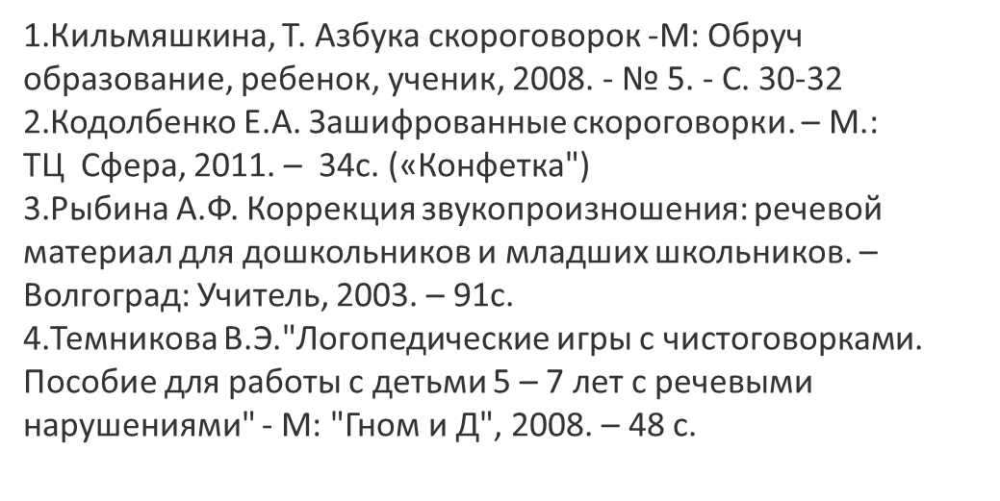 1.Кильмяшкина, Т. Азбука скороговорок -М: Обруч
образование, ребенок, ученик, 2008. - № 5. - С. 30-32
2.Кодолбенко Е.А. Зашифрованные скороговорки. – М.:
ТЦ  Сфера, 2011. –  34с. («Конфетка")
3.Рыбина А.Ф. Коррекция звукопроизношения: речевой
материал для дошкольников и младших школьников. –
Волгоград: Учитель, 2003. – 91с.
4.Темникова В.Э."Логопедические игры с чистоговорками.
Пособие для работы с детьми 5 – 7 лет с речевыми
нарушениями" - М: "Гном и Д", 2008. – 48 с.